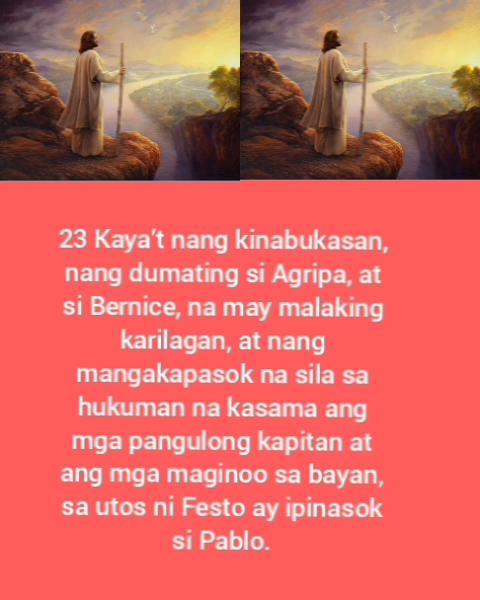 23 Kaya’t nang kinabukasan,
nang dumating si Agripa, at
si Bernice, na may malaking
karilagan, at nang
mangakapasok na sila sa
hukuman na kasama ang
mga pangulong kapitan at
ang mga maginoo sa bayan,
sa utos ni Festo ay ipinasok
si Pablo.